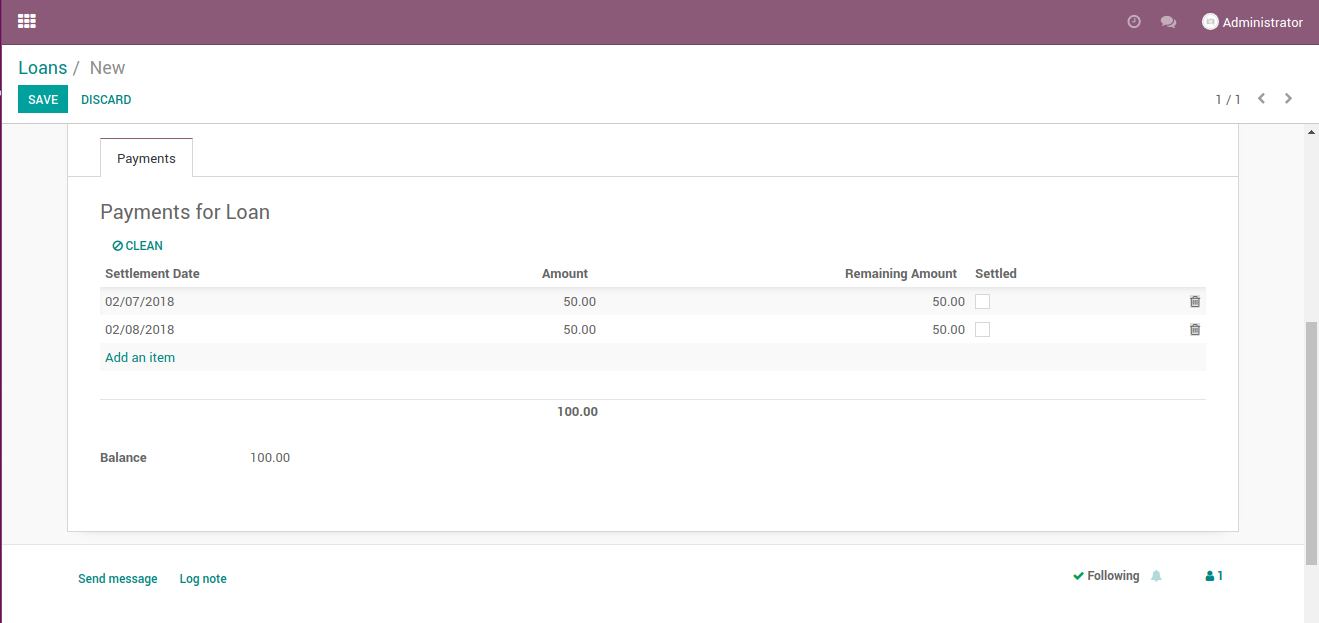 Administrator
Loans / New
SAVE DISCARD 1 / 1
Payments
Payments for Loan
CLEAN
Settlement Date Amount Remaining Amount Settled
02/07/2018 50.00 50.00
02/08/2018 50.00 50.00
Add an item
100.00
Balance 100.00
Send message Log note Following 1